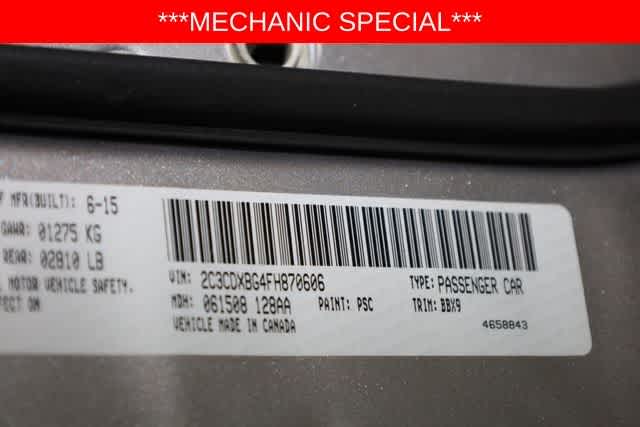 ***MECHANIC SPECIAL***
MFR(BUILT): 6-15
GAWR: 01275 KG
REAR: 02810 LB
MOTOR VEHICLE SAFETY.
ON
VIN: 2C3CDXBG4FH870606 TYPE: PASSENGER CAR
MDH: 061508 128AA PAINT: PSC TRIM: BBX9
VEHICLE MADE IN CANADA 4658843